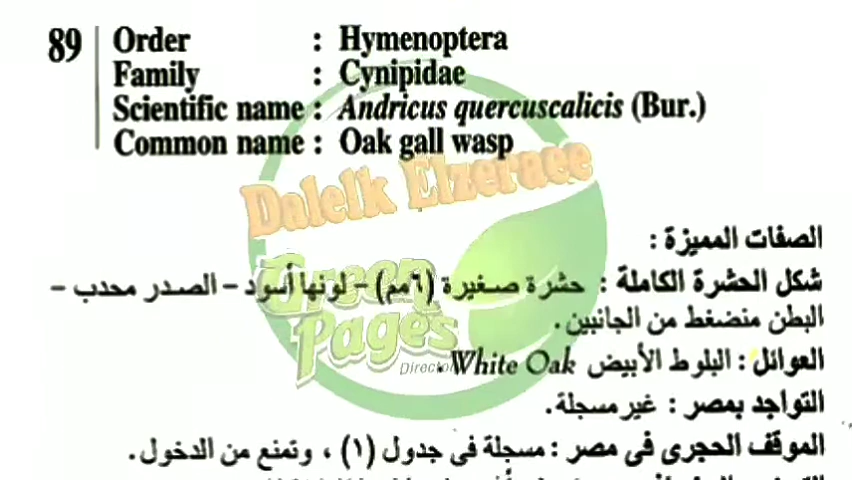 89
Order : Hymenoptera
Family : Cynipidae
Scientific name : Andricus quercuscalicis (Bur.)
Common name : Oak gall wasp
Dalelk Elzeraee
Green
Pages
الصفات المميزة :
شكل الحشرة الكاملة : حشرة صغيرة (٦مم) – لونها أسود – الصدر محدب –
البطن منضغط من الجانبين .
العوائل : البلوط الأبيض White Oak .
التواجد بمصر : غير مسجلة .
الموقف الحجرى فى مصر : مسجلة فى جدول (١) ، وتمنع من الدخول .